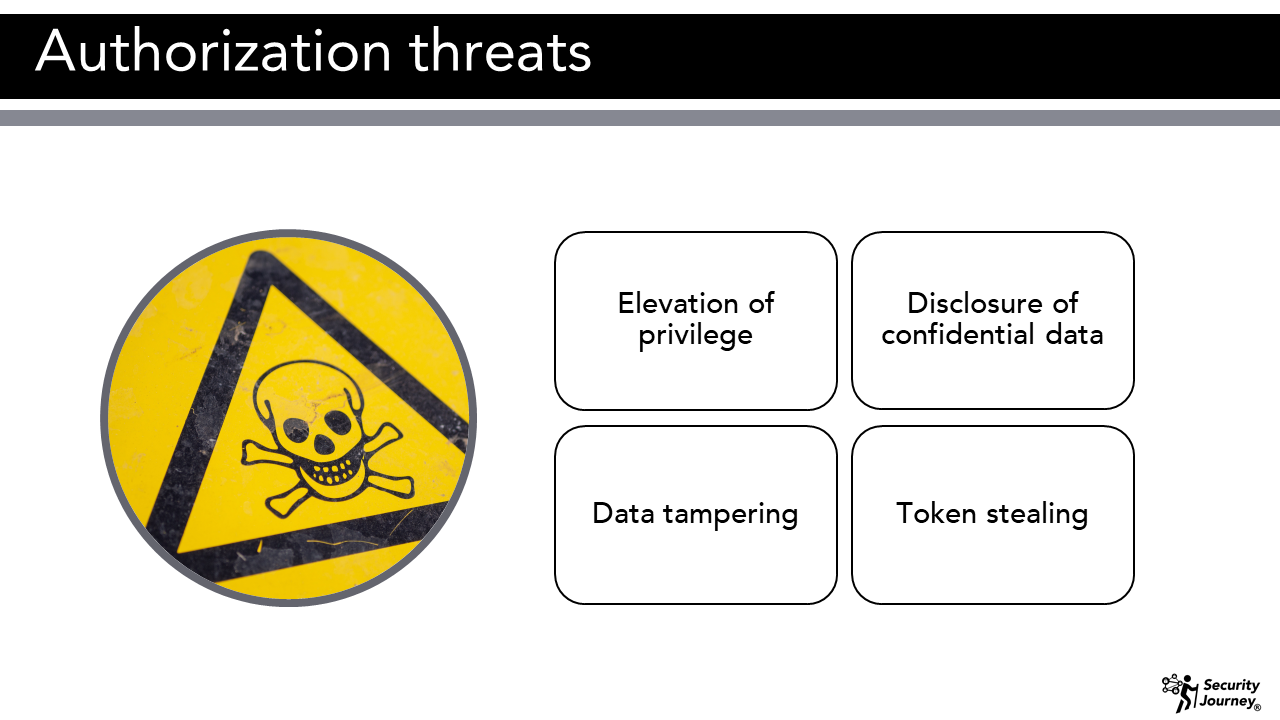 Authorization threats
Elevation of
privilege
Disclosure of
confidential data
Data tampering
Token stealing
Security
Journey®